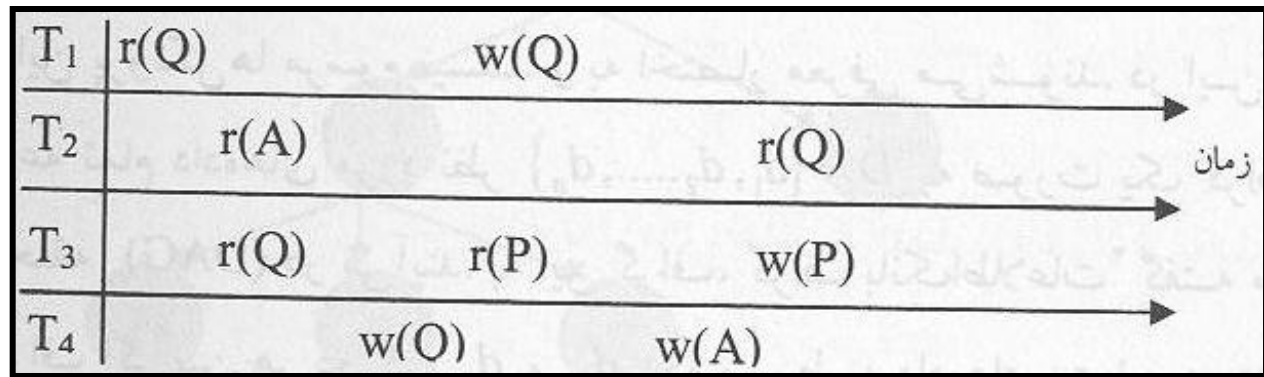 T1 r(Q) w(Q)
T2 r(A) r(Q)
زمان
T3 r(Q) r(P) w(P)
T4 w(Q) w(A)